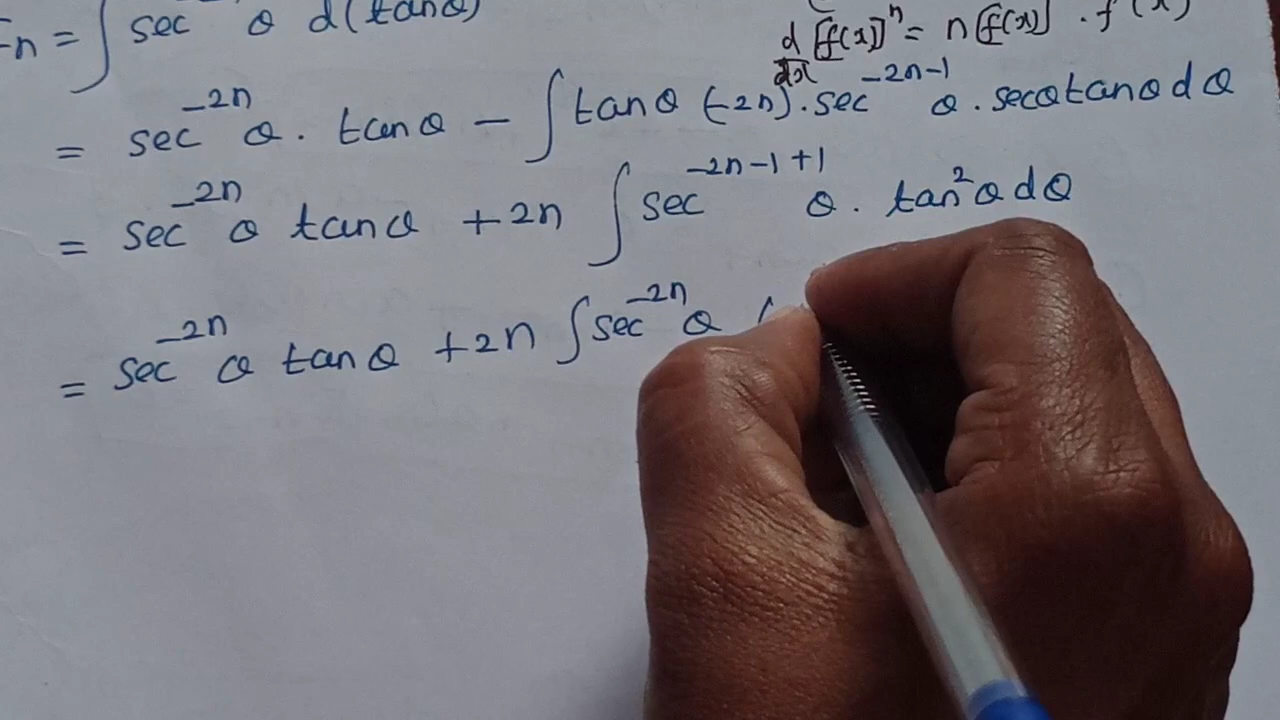 n = ∫ sec θ d(tanθ)
d/dx [f(x)]ⁿ = n[f(x)] . f'(x)
= sec⁻²ⁿ θ . tanθ − ∫ tanθ (−2n) . sec⁻²ⁿ⁻¹ θ . secθ tanθ dθ
= sec⁻²ⁿ θ tanθ + 2n ∫ sec⁻²ⁿ⁻¹⁺¹ θ . tan²θ dθ
= sec⁻²ⁿ θ tanθ + 2n ∫ sec⁻²ⁿ θ (